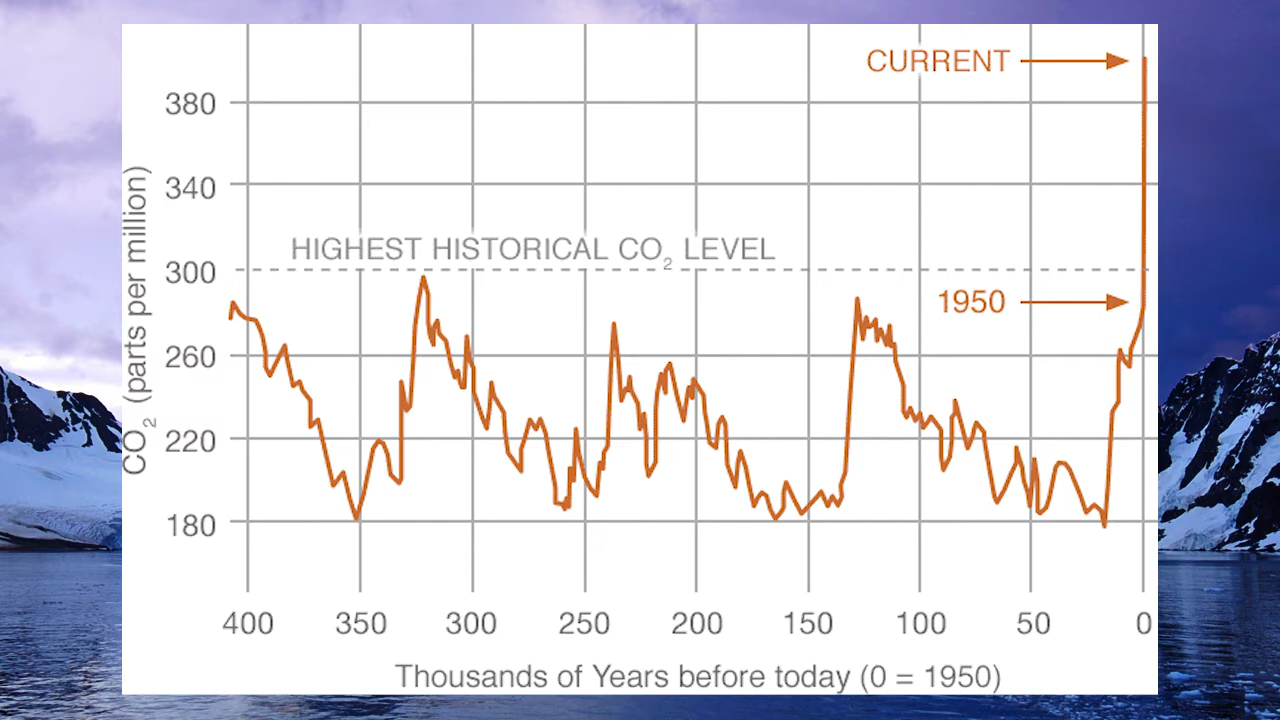 CURRENT
380
340
HIGHEST HISTORICAL CO₂ LEVEL
300
1950
260
220
180
CO₂ (parts per million)
400 350 300 250 200 150 100 50 0
Thousands of Years before today (0 = 1950)